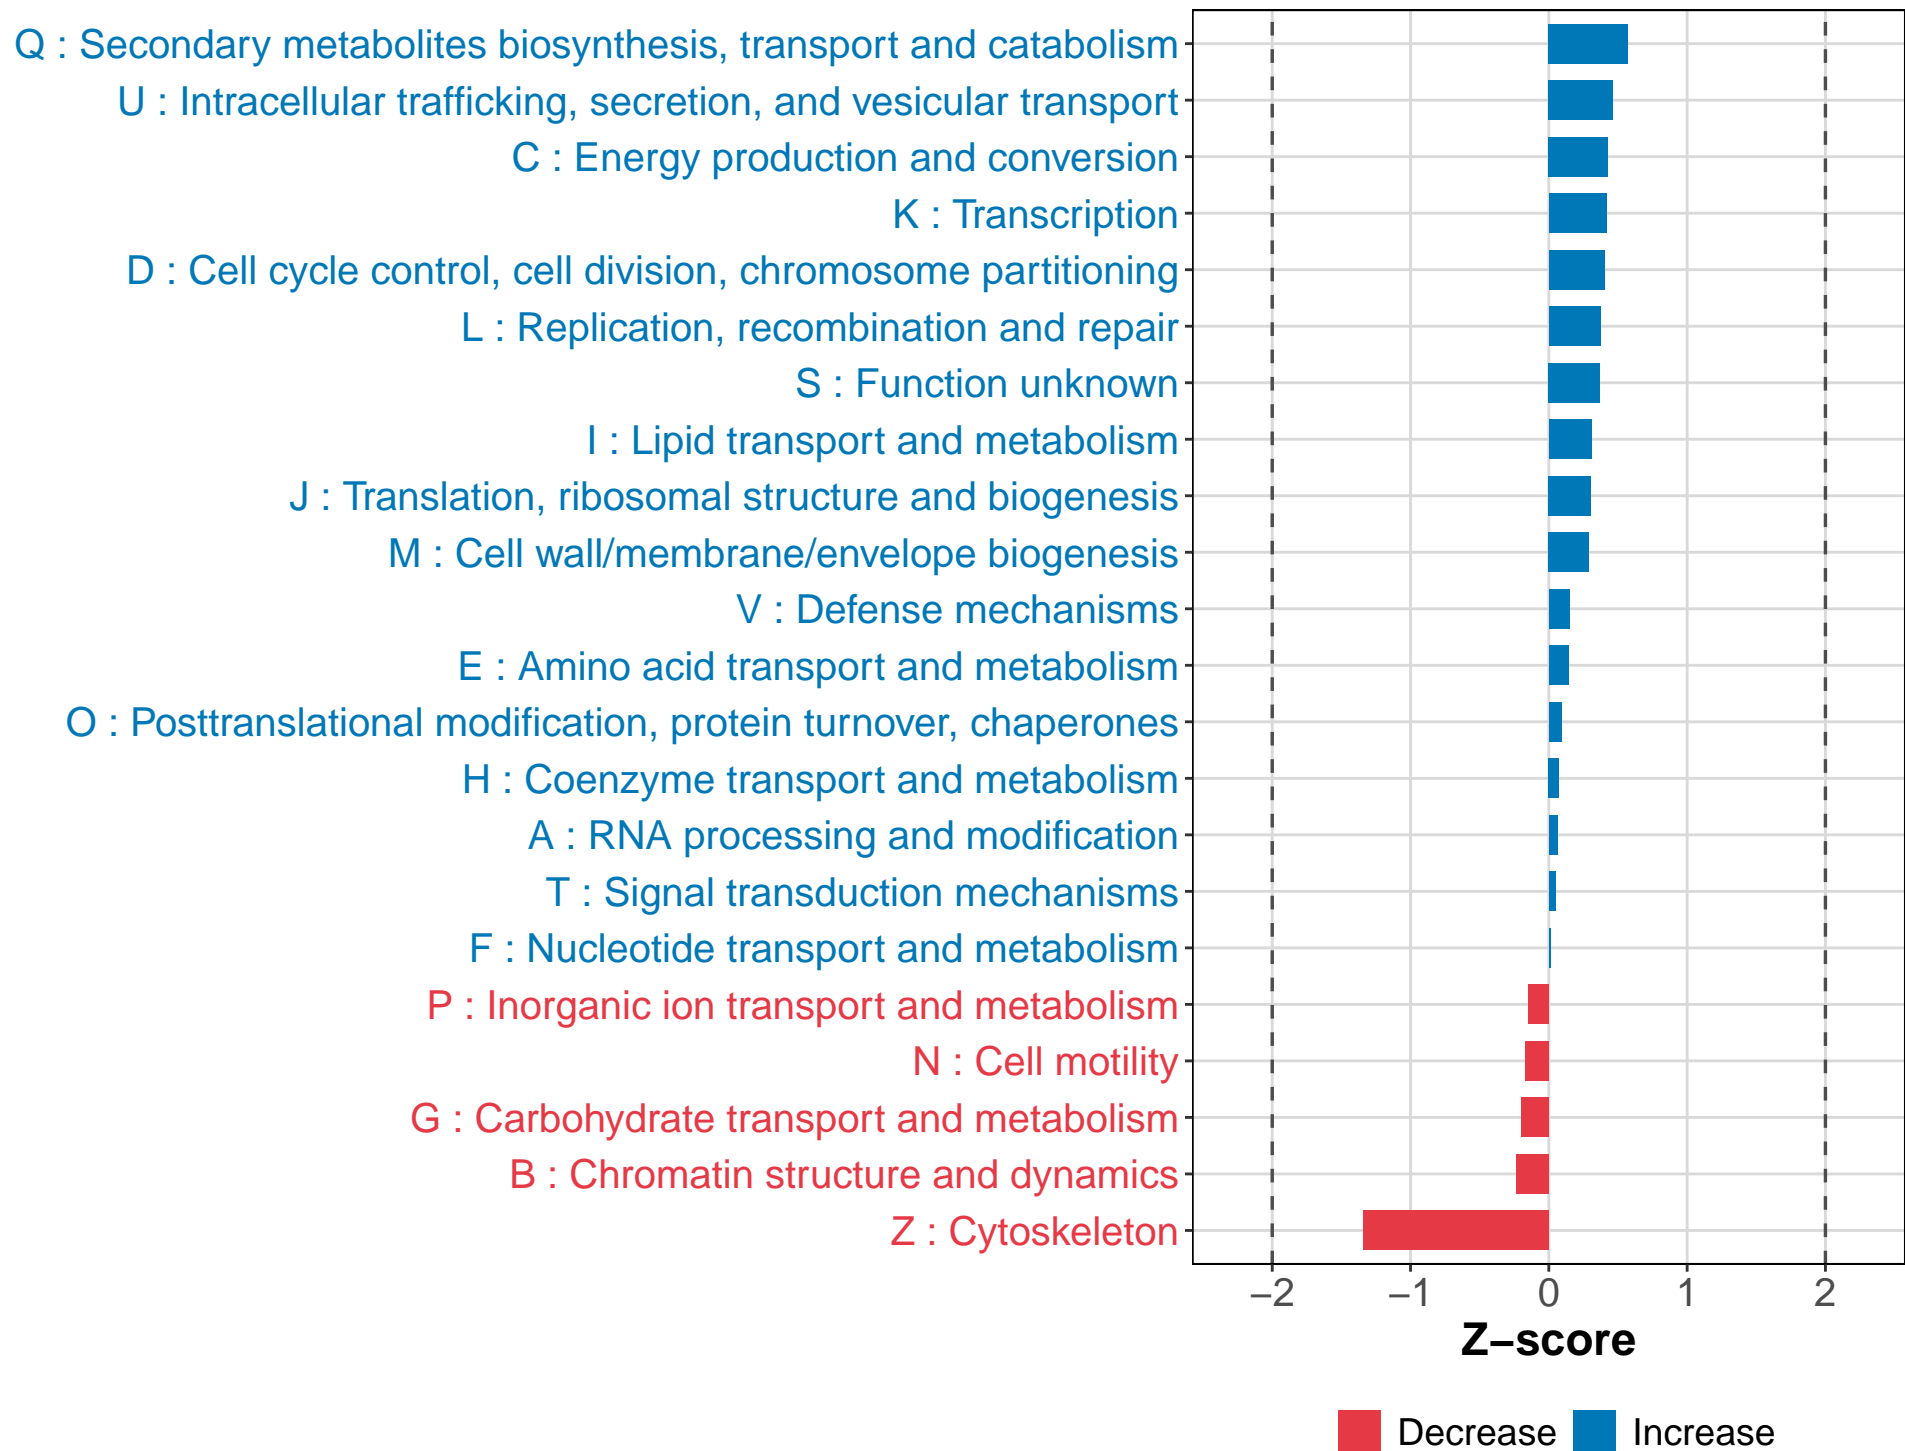 Q : Secondary metabolites biosynthesis, transport and catabolism
U : Intracellular trafficking, secretion, and vesicular transport
C : Energy production and conversion
K : Transcription
D : Cell cycle control, cell division, chromosome partitioning
L : Replication, recombination and repair
S : Function unknown
I : Lipid transport and metabolism
J : Translation, ribosomal structure and biogenesis
M : Cell wall/membrane/envelope biogenesis
V : Defense mechanisms
E : Amino acid transport and metabolism
O : Posttranslational modification, protein turnover, chaperones
H : Coenzyme transport and metabolism
A : RNA processing and modification
T : Signal transduction mechanisms
F : Nucleotide transport and metabolism
P : Inorganic ion transport and metabolism
N : Cell motility
G : Carbohydrate transport and metabolism
B : Chromatin structure and dynamics
Z : Cytoskeleton
−2 −1 0 1 2
Z−score
Decrease Increase